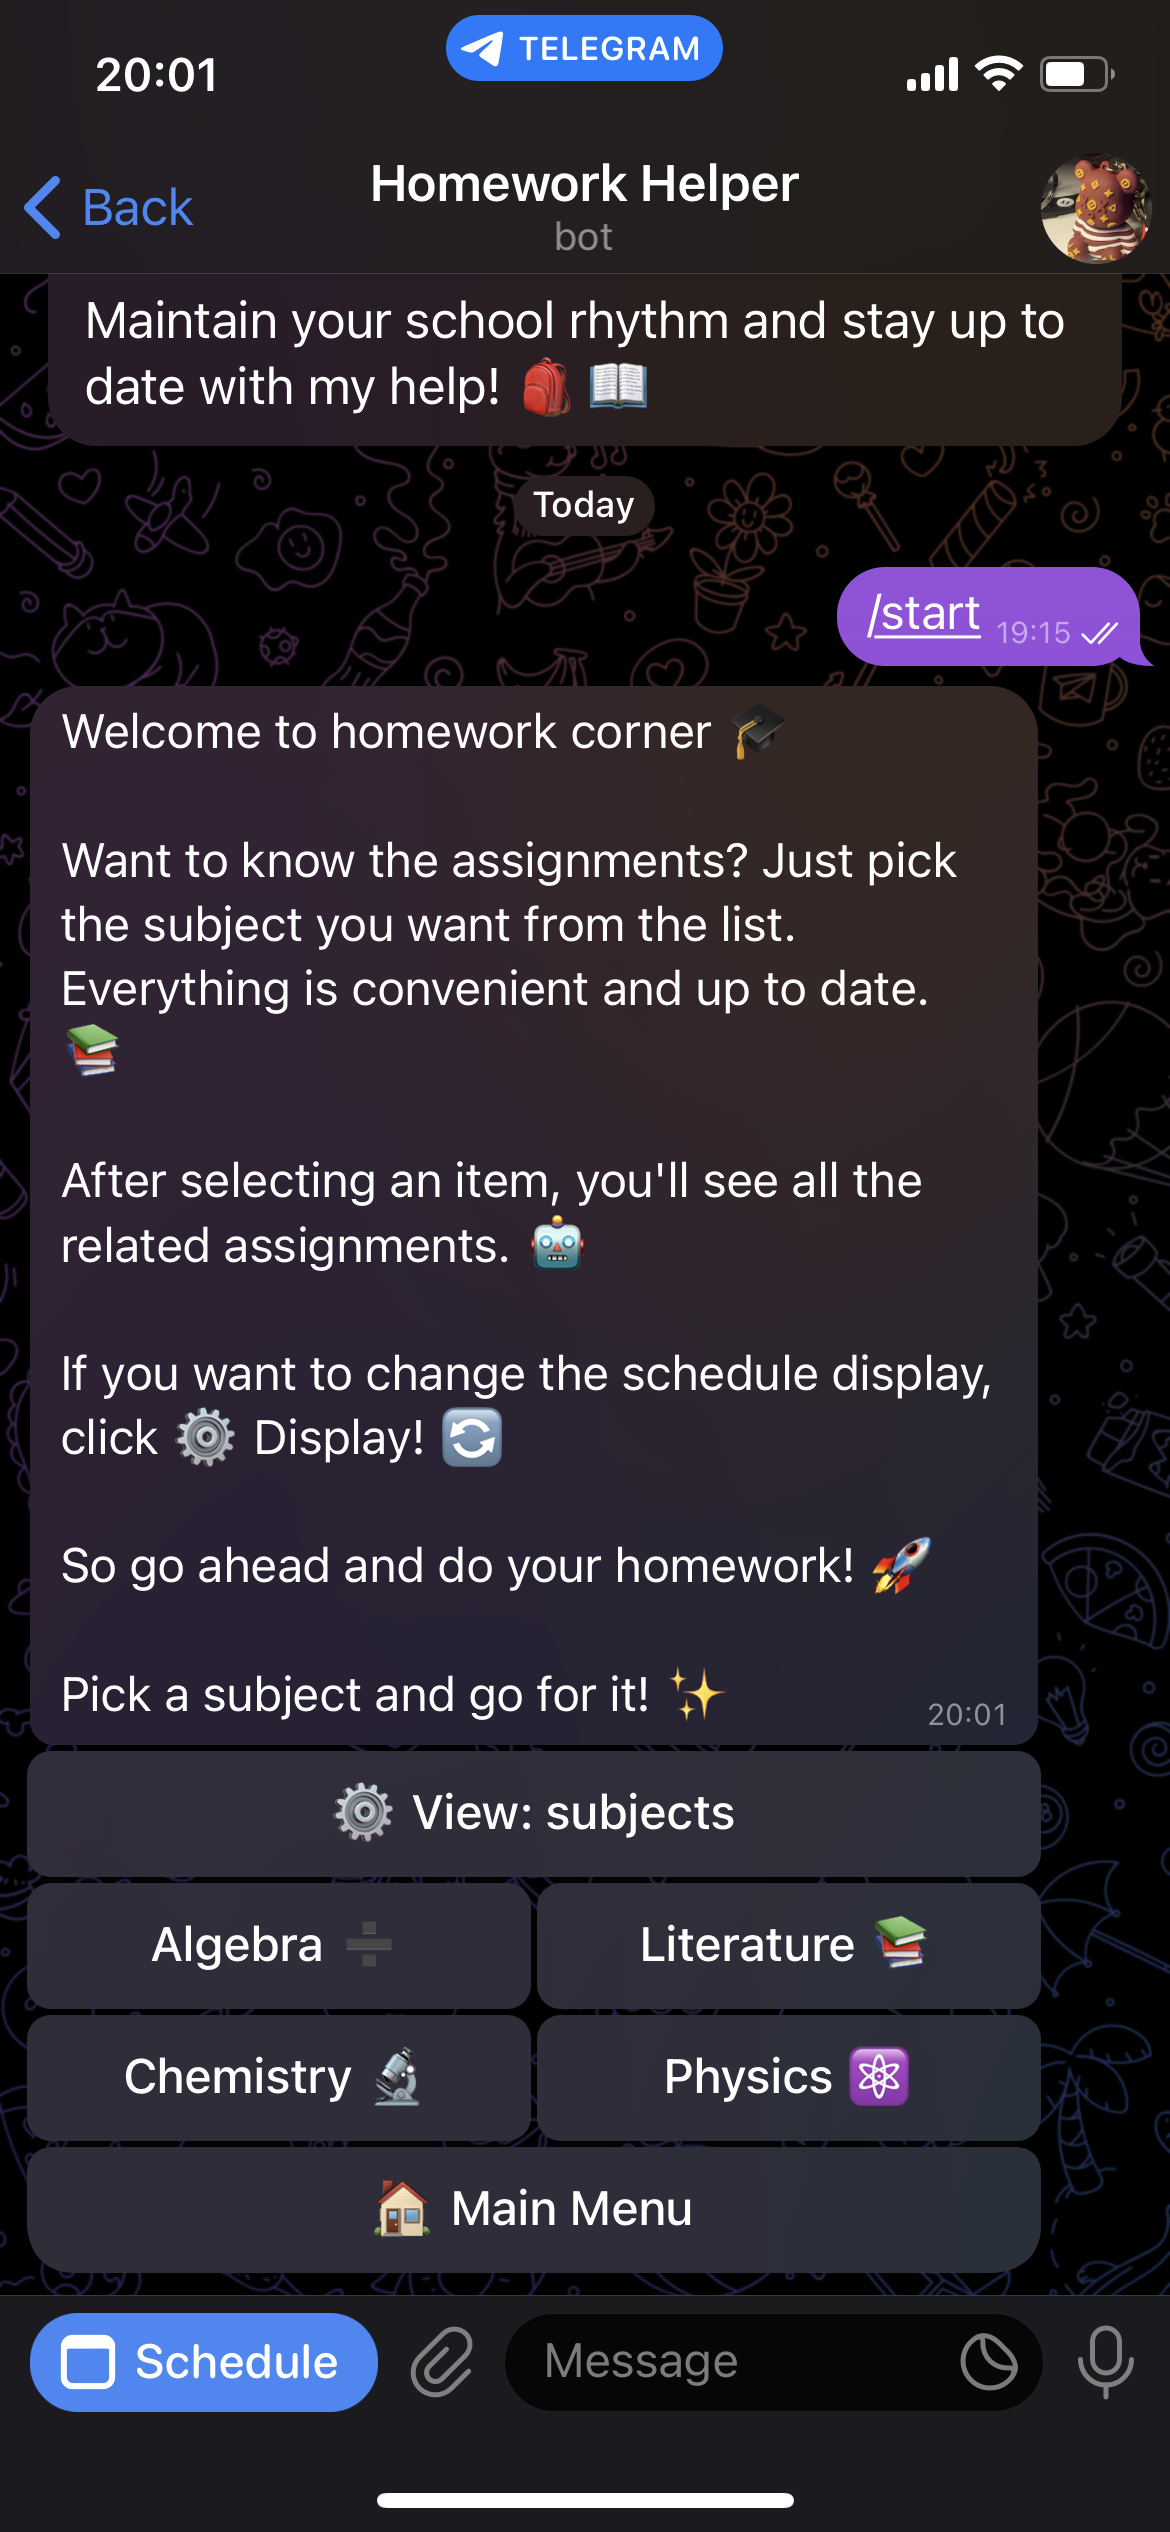 20:01
TELEGRAM
Back
Homework Helper
bot
Maintain your school rhythm and stay up to
date with my help! 🎒 📖
Today
/start 19:15
Welcome to homework corner 🎓
Want to know the assignments? Just pick
the subject you want from the list.
Everything is convenient and up to date.
📚
After selecting an item, you'll see all the
related assignments. 🤖
If you want to change the schedule display,
click ⚙️ Display! 🔄
So go ahead and do your homework! 🚀
Pick a subject and go for it! ✨
20:01
⚙️ View: subjects
Algebra ➗
Literature 📚
Chemistry 🔬
Physics ⚛️
🏠 Main Menu
Schedule
Message